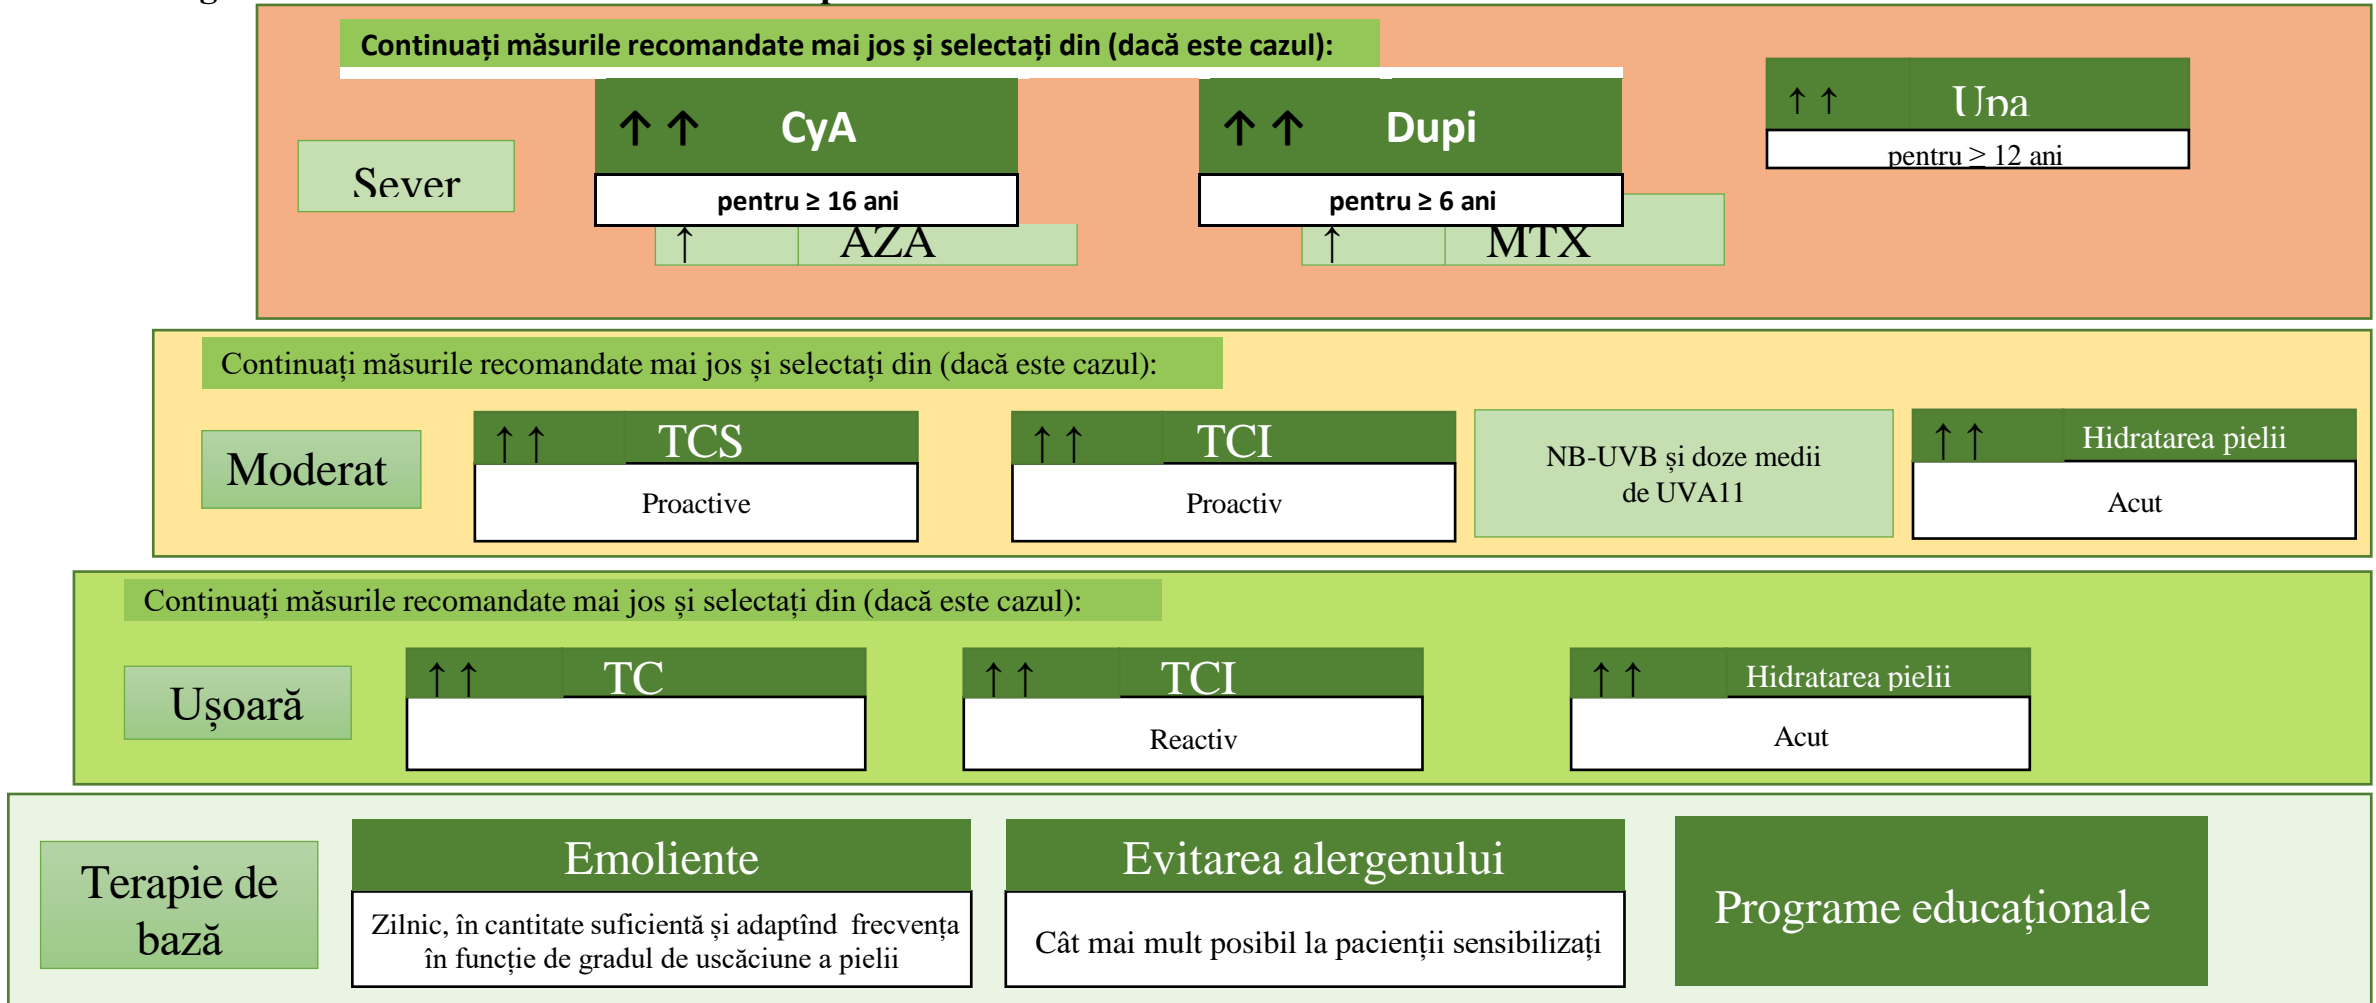 Continuați măsurile recomandate mai jos și selectați din (dacă este cazul):
Sever
↑ ↑ CyA
pentru ≥ 16 ani
↑ ↑ Dupi
pentru ≥ 6 ani
↑ ↑ Upa
pentru ≥ 12 ani
↑ AZA
↑ MTX
Continuați măsurile recomandate mai jos și selectați din (dacă este cazul):
Moderat
↑ ↑ TCS
Proactive
↑ ↑ TCI
Proactiv
NB-UVB și doze medii
de UVA11
↑ ↑ Hidratarea pielii
Acut
Continuați măsurile recomandate mai jos și selectați din (dacă este cazul):
Ușoară
↑ ↑ TC
↑ ↑ TCI
Reactiv
↑ ↑ Hidratarea pielii
Acut
Terapie de
bază
Emoliente
Zilnic, în cantitate suficientă și adaptînd frecvența
în funcție de gradul de uscăciune a pielii
Evitarea alergenului
Cât mai mult posibil la pacienții sensibilizați
Programe educaționale